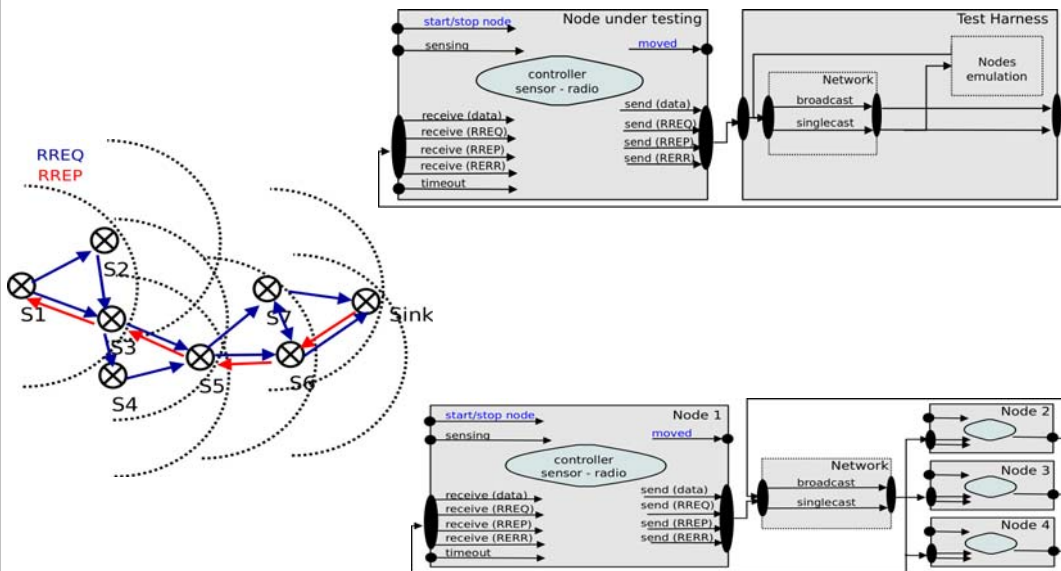 RREQ
RREP
S1
S2
S3
S4
S5
S7
S6
Sink
Node under testing
start/stop node
sensing
moved
controller
sensor - radio
receive (data)
receive (RREQ)
receive (RREP)
receive (RERR)
timeout
send (data)
send (RREQ)
send (RREP)
send (RERR)
Test Harness
Nodes
emulation
Network
broadcast
singlecast
Node 1
start/stop node
sensing
moved
controller
sensor - radio
receive (data)
receive (RREQ)
receive (RREP)
receive (RERR)
timeout
send (data)
send (RREQ)
send (RREP)
send (RERR)
Network
broadcast
singlecast
Node 2
Node 3
Node 4